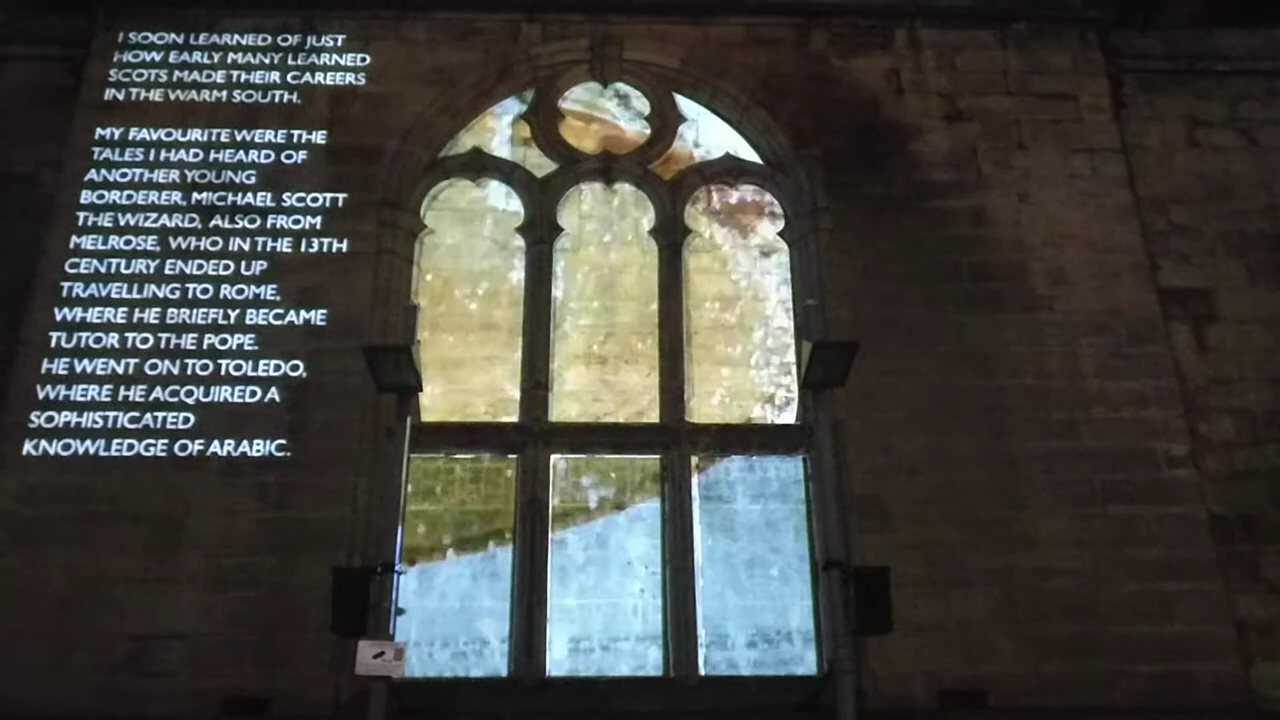 I SOON LEARNED OF JUST
HOW EARLY MANY LEARNED
SCOTS MADE THEIR CAREERS
IN THE WARM SOUTH.
MY FAVOURITE WERE THE
TALES I HAD HEARD OF
ANOTHER YOUNG
BORDERER, MICHAEL SCOTT
THE WIZARD, ALSO FROM
MELROSE, WHO IN THE 13TH
CENTURY ENDED UP
TRAVELLING TO ROME,
WHERE HE BRIEFLY BECAME
TUTOR TO THE POPE.
HE WENT ON TO TOLEDO,
WHERE HE ACQUIRED A
SOPHISTICATED
KNOWLEDGE OF ARABIC.